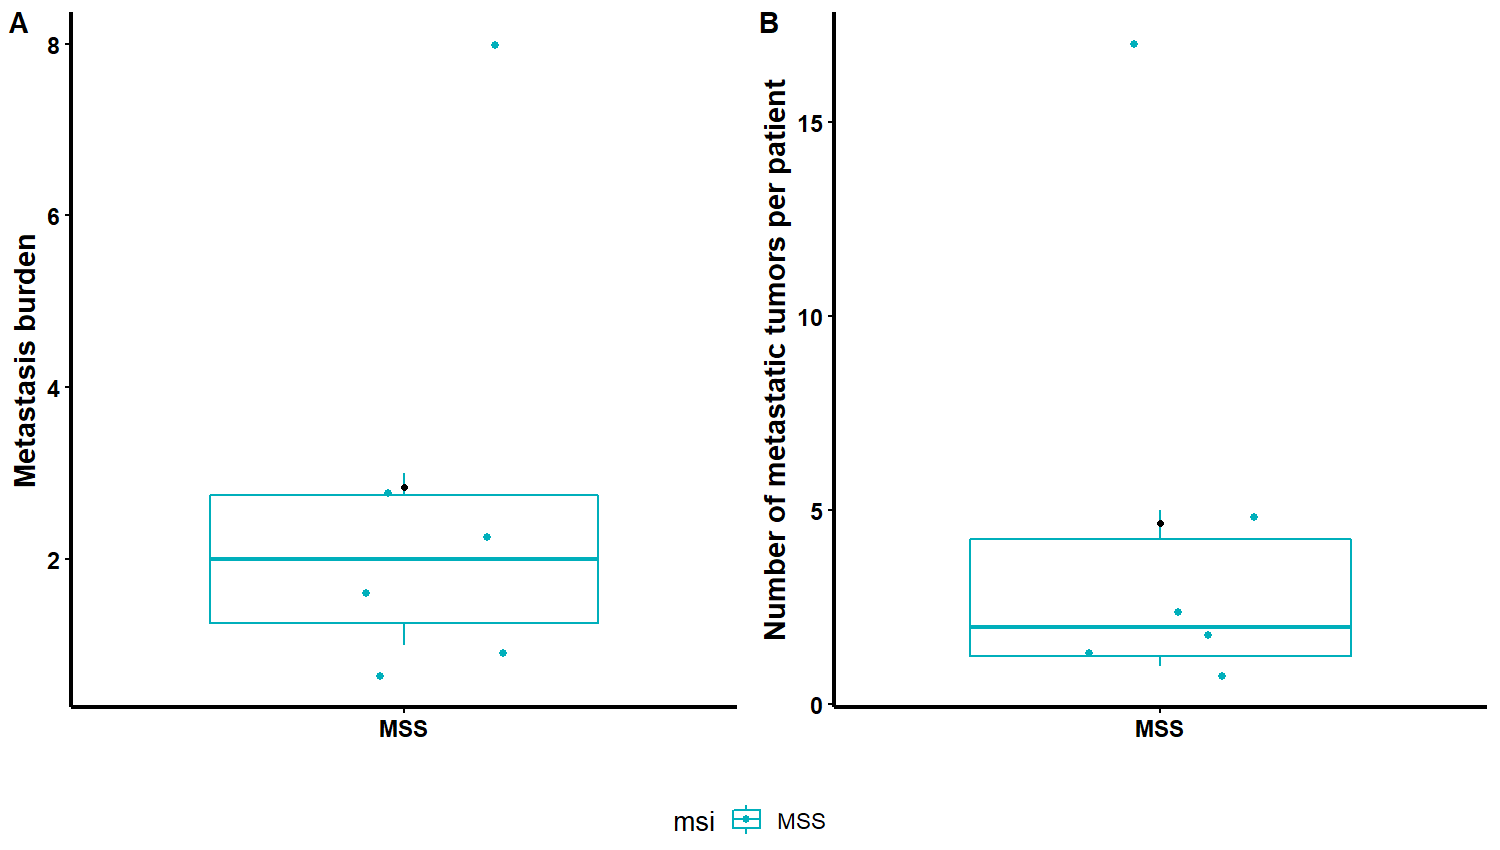 A
Metastasis burden
8
6
4
2
MSS
B
Number of metastatic tumors per patient
15
10
5
0
MSS
msi MSS